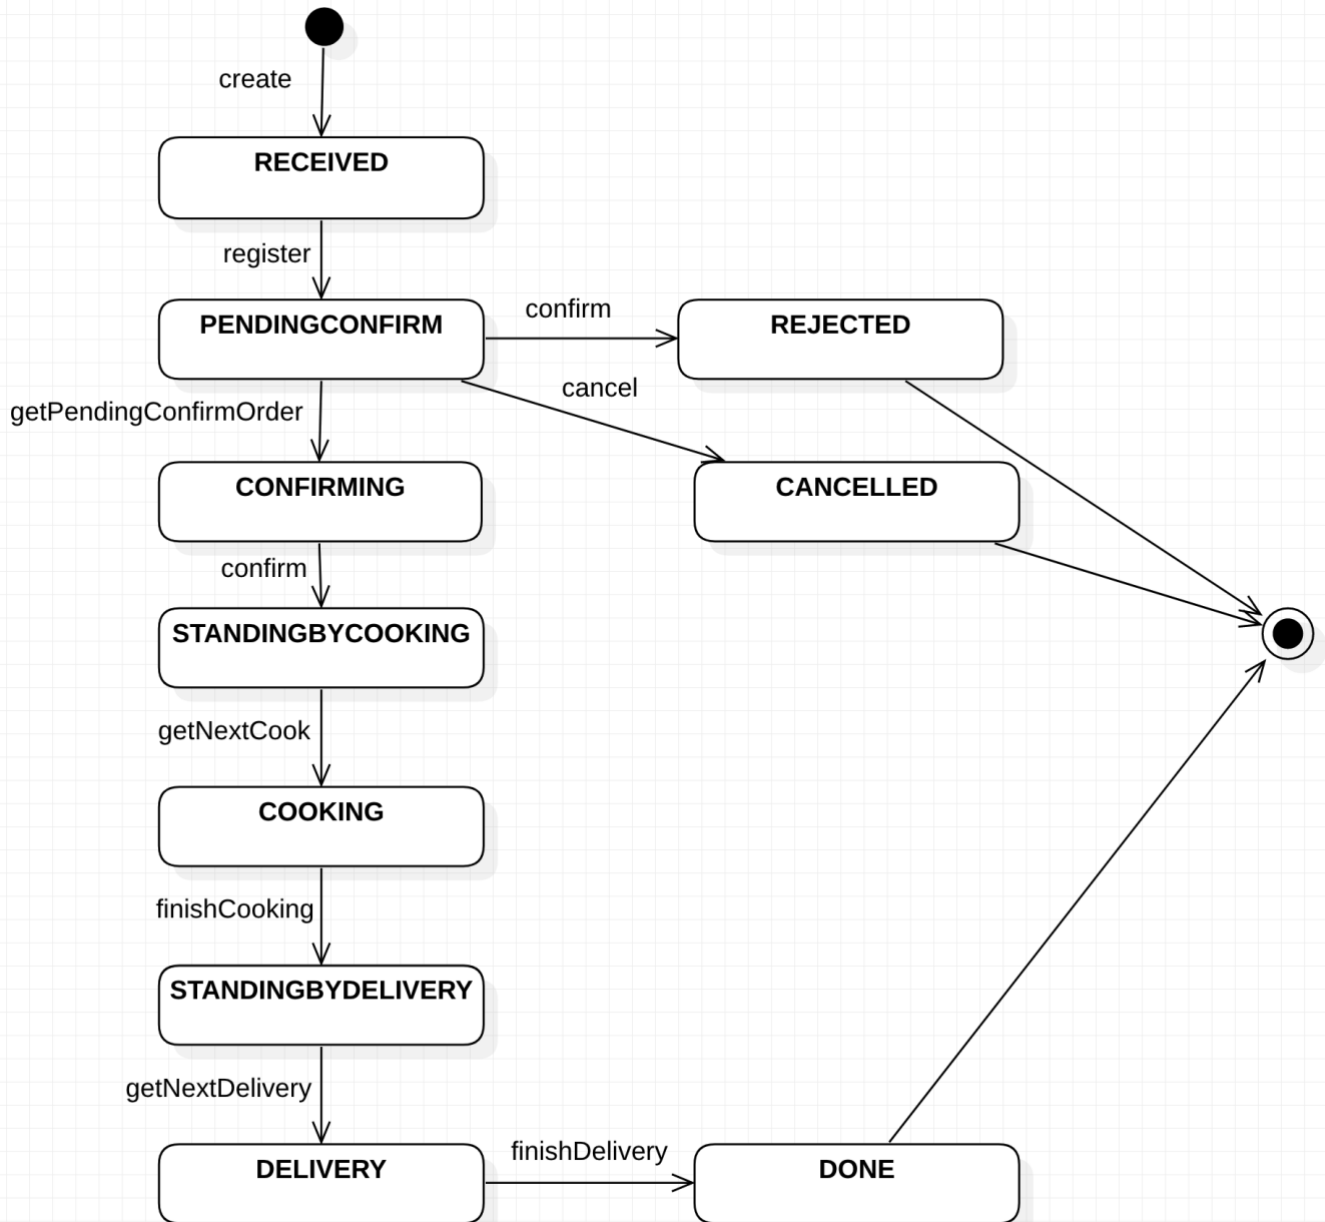 create
RECEIVED
register
PENDINGCONFIRM
confirm
REJECTED
cancel
getPendingConfirmOrder
CONFIRMING
CANCELLED
confirm
STANDINGBYCOOKING
getNextCook
COOKING
finishCooking
STANDINGBYDELIVERY
getNextDelivery
DELIVERY
finishDelivery
DONE